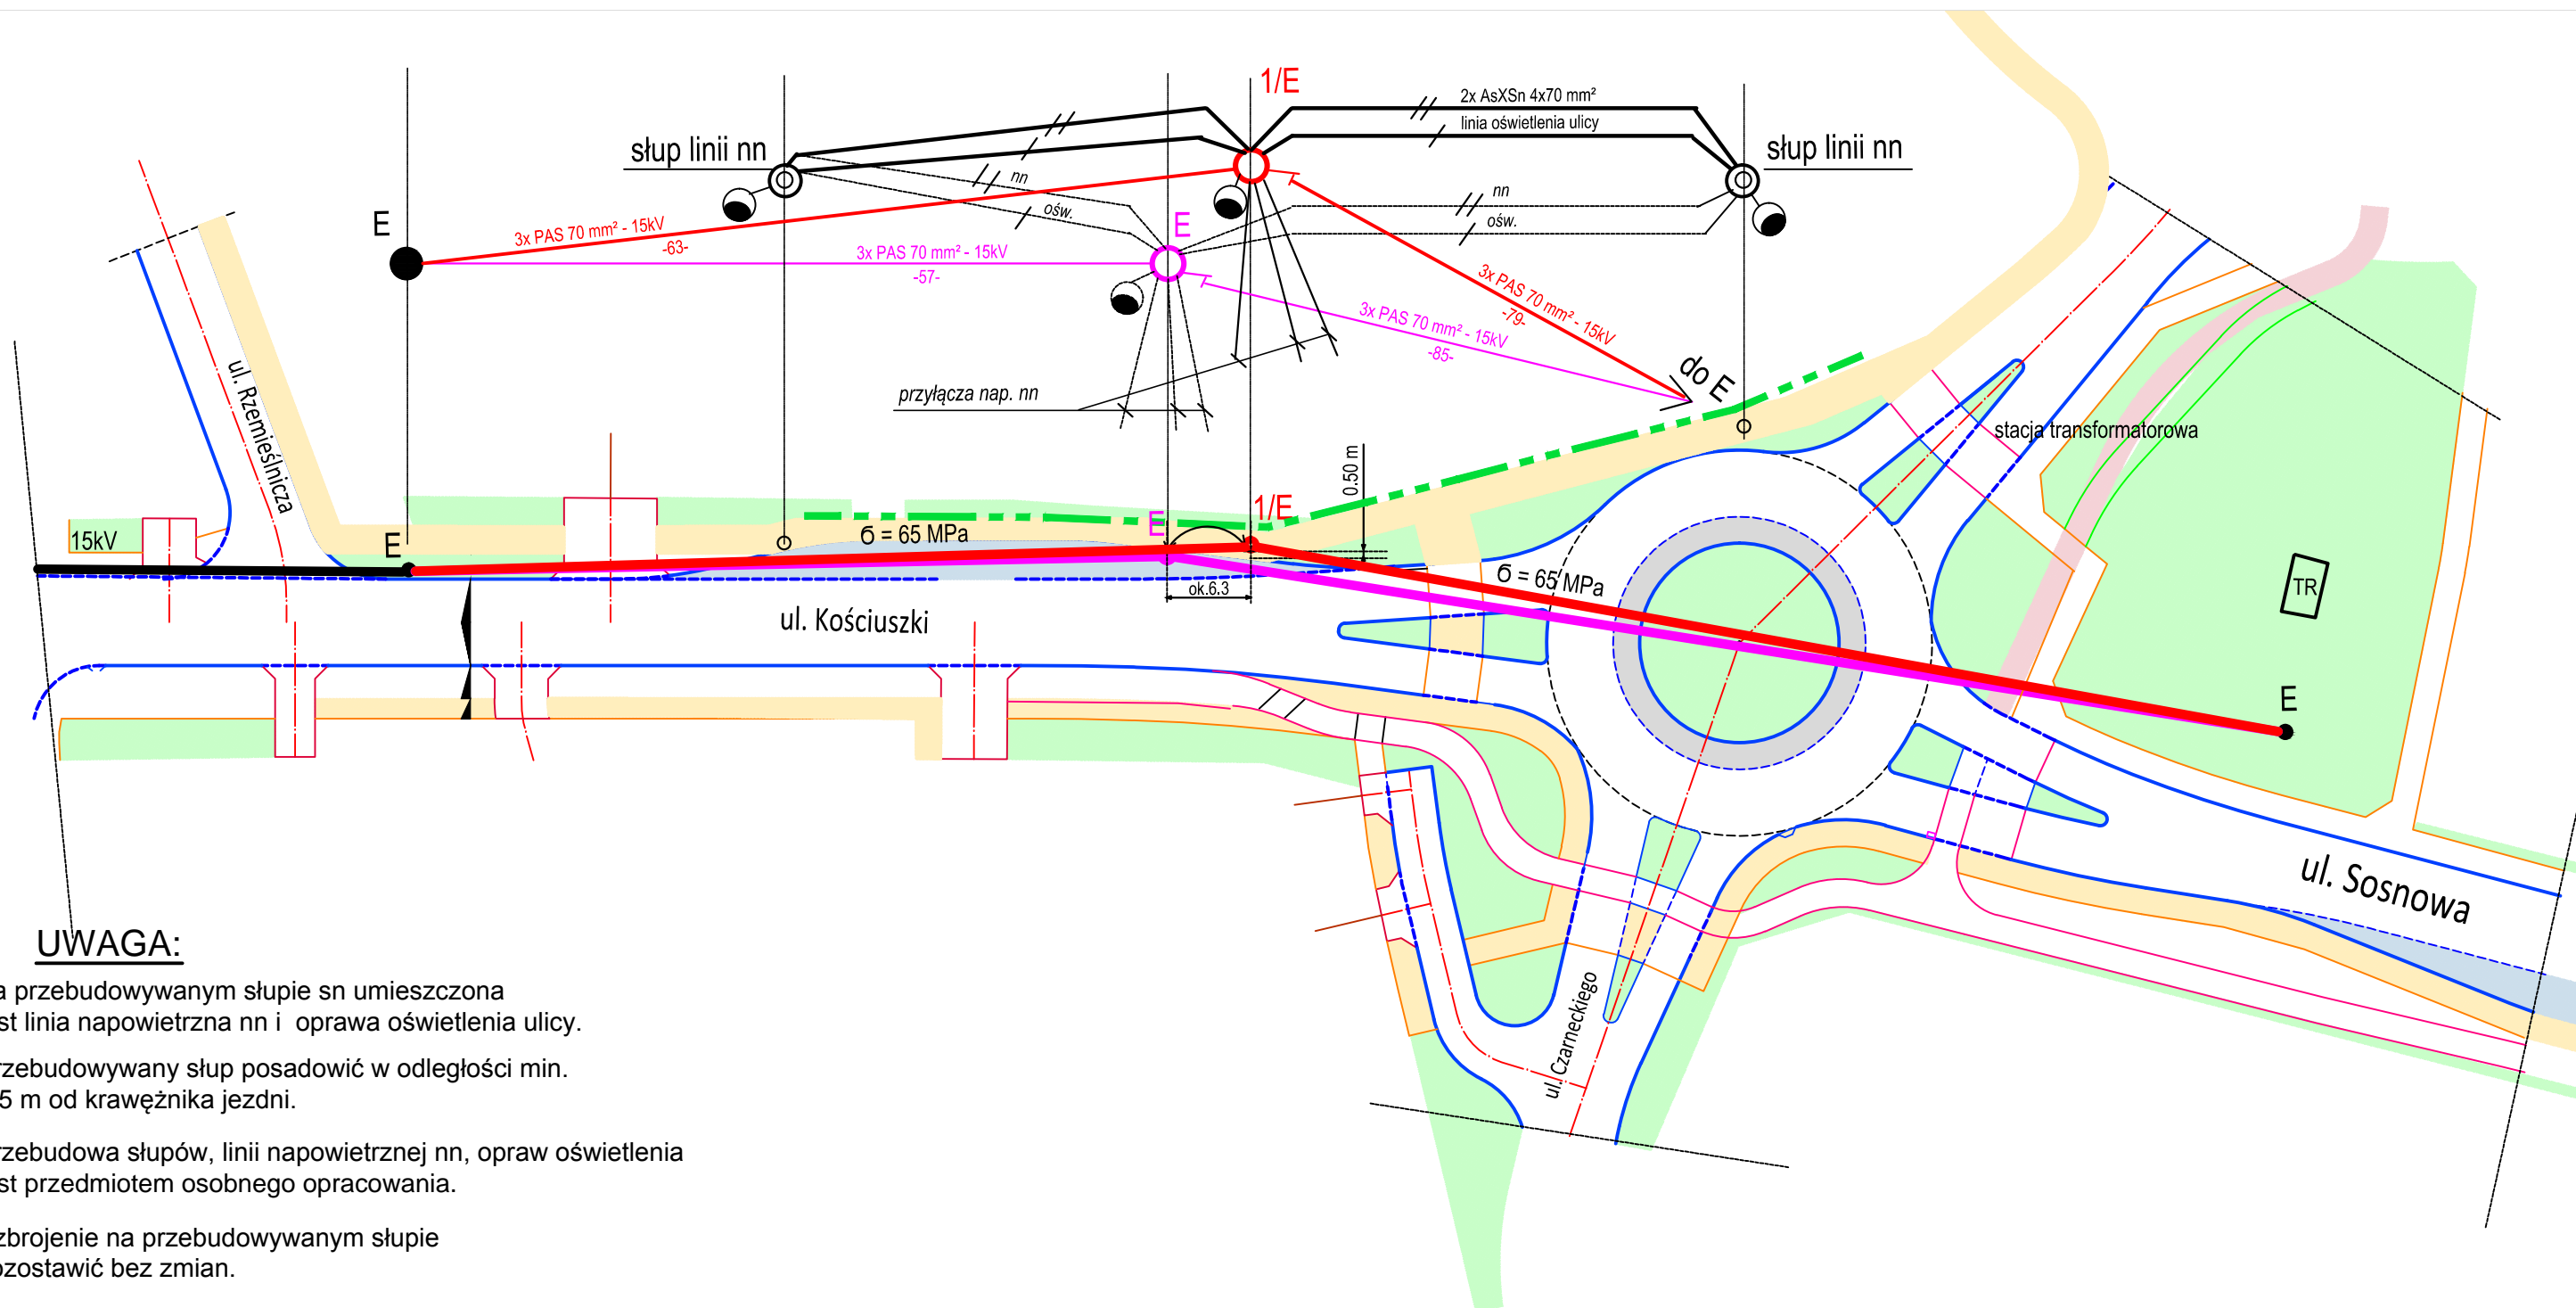 1/E
2x AsXSn 4x70 mm²
linia oświetlenia ulicy
słup linii nn
słup linii nn
nn
ośw.
nn
ośw.
E
E
3x PAS 70 mm² - 15kV
-63-
3x PAS 70 mm² - 15kV
-57-
3x PAS 70 mm² - 15kV
-79-
3x PAS 70 mm² - 15kV
-85-
do E
przyłącza nap. nn
ul. Rzemieślnicza
stacja transformatorowa
0.50 m
1/E
E
15kV
E
Ϭ = 65 MPa
Ϭ = 65 MPa
ok.6.3
TR
ul. Kościuszki
E
ul. Sosnowa
ul. Czarneckiego
UWAGA:
a przebudowywanym słupie sn umieszczona
st linia napowietrzna nn i oprawa oświetlenia ulicy.
rzebudowywany słup posadowić w odległości min.
5 m od krawężnika jezdni.
rzebudowa słupów, linii napowietrznej nn, opraw oświetlenia
st przedmiotem osobnego opracowania.
zbrojenie na przebudowywanym słupie
ozostawić bez zmian.